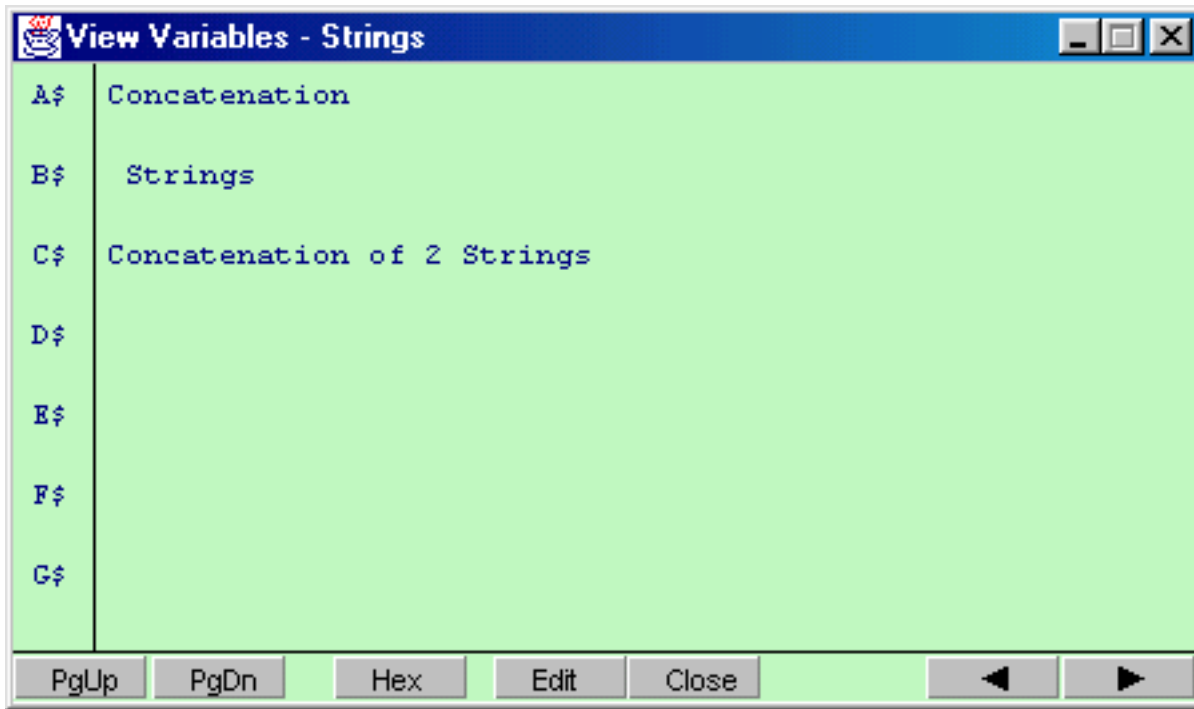 View Variables - Strings
A$ Concatenation
B$  Strings
C$ Concatenation of 2 Strings
D$
E$
F$
G$
PgUp PgDn Hex Edit Close